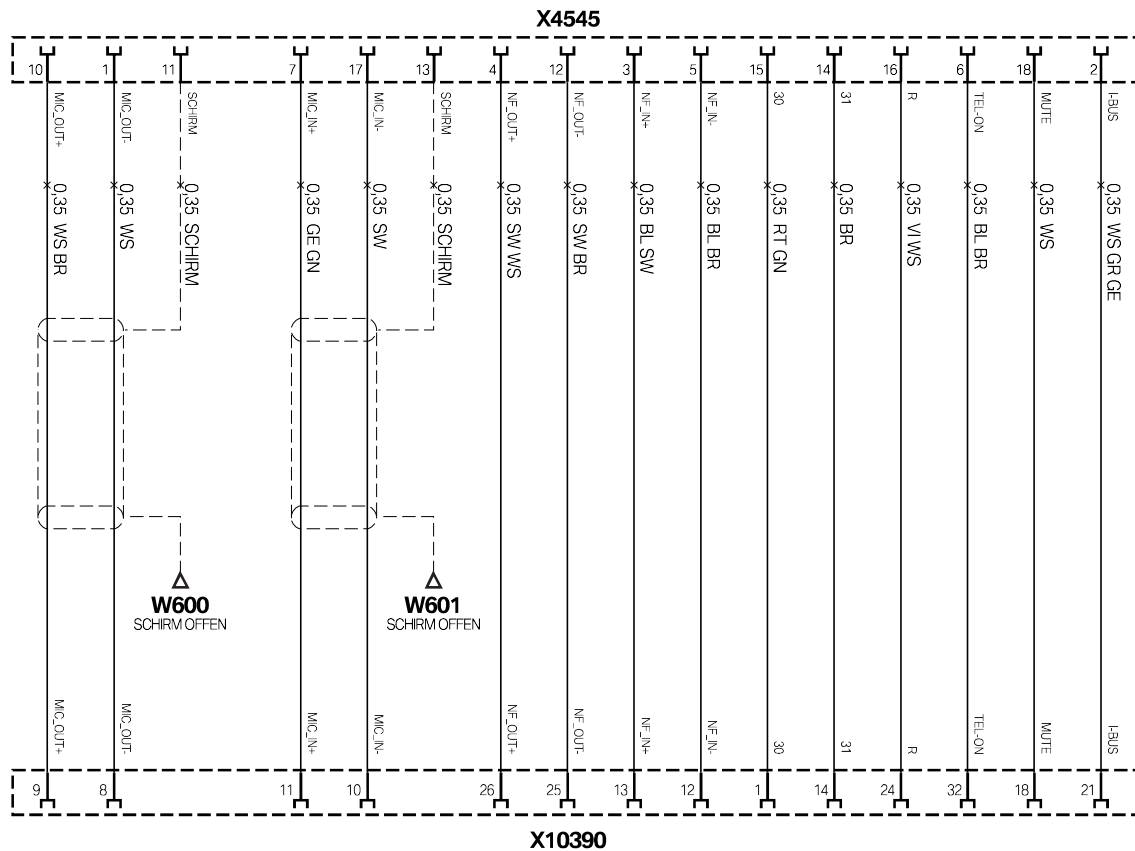 X4545
10 1 11 7 17 13 4 12 3 5 15 14 16 6 18 2
MIC_OUT+
MIC_OUT-
SCHIRM
MIC_IN+
MIC_IN-
SCHIRM
NF_OUT+
NF_OUT-
NF_IN+
NF_IN-
30
31
R
TEL-ON
MUTE
I-BUS
0,35 WS BR
0,35 WS
0,35 SCHIRM
0,35 GE GN
0,35 SW
0,35 SCHIRM
0,35 SW WS
0,35 SW BR
0,35 BL SW
0,35 BL BR
0,35 RT GN
0,35 BR
0,35 VI WS
0,35 BL BR
0,35 WS
0,35 WS GR GE
W600
SCHIRM OFFEN
W601
SCHIRM OFFEN
MIC_OUT+
MIC_OUT-
MIC_IN+
MIC_IN-
NF_OUT+
NF_OUT-
NF_IN+
NF_IN-
30
31
R
TEL-ON
MUTE
I-BUS
9 8 11 10 26 25 13 12 1 14 24 32 18 21
X10390